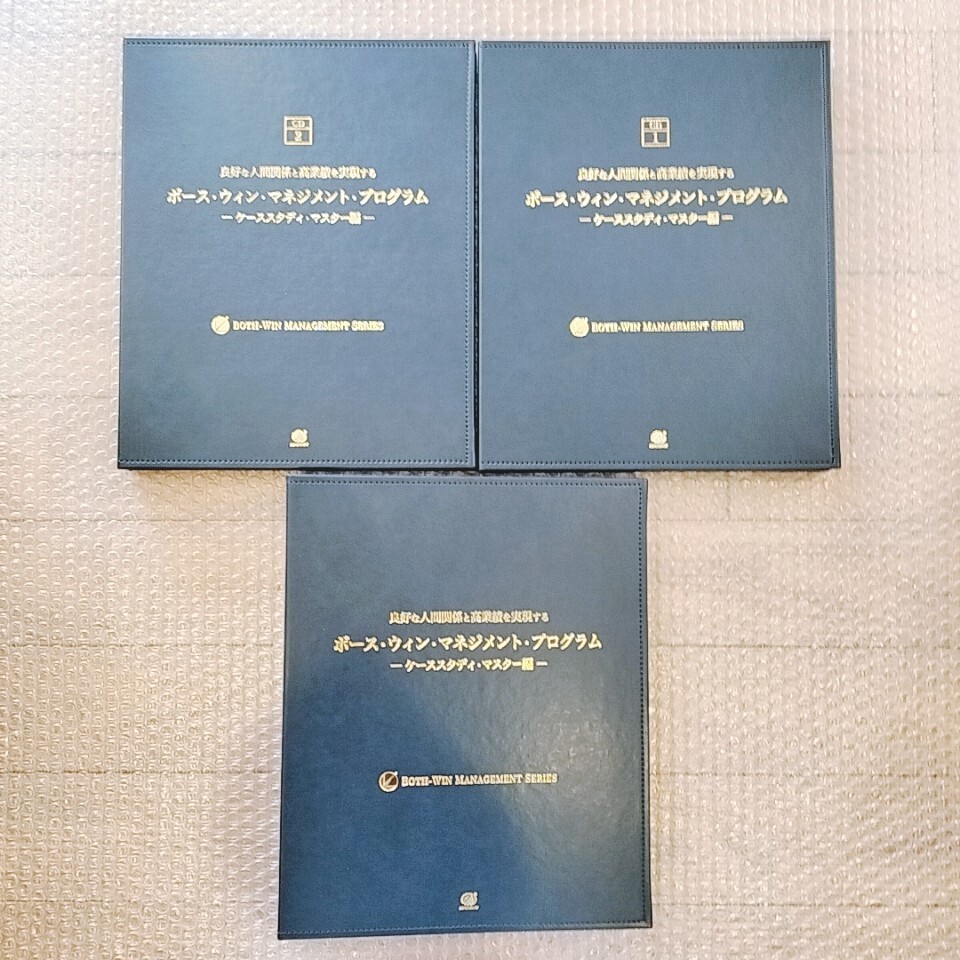 CD
2
良好な人間関係と高業績を実現する
ボース・ウィン・マネジメント・プログラム
— ケーススタディ・マスター編 —
BOTH-WIN MANAGEMENT SERIES
CD
1
良好な人間関係と高業績を実現する
ボース・ウィン・マネジメント・プログラム
— ケーススタディ・マスター編 —
BOTH-WIN MANAGEMENT SERIES
良好な人間関係と高業績を実現する
ボース・ウィン・マネジメント・プログラム
— ケーススタディ・マスター編 —
BOTH-WIN MANAGEMENT SERIES